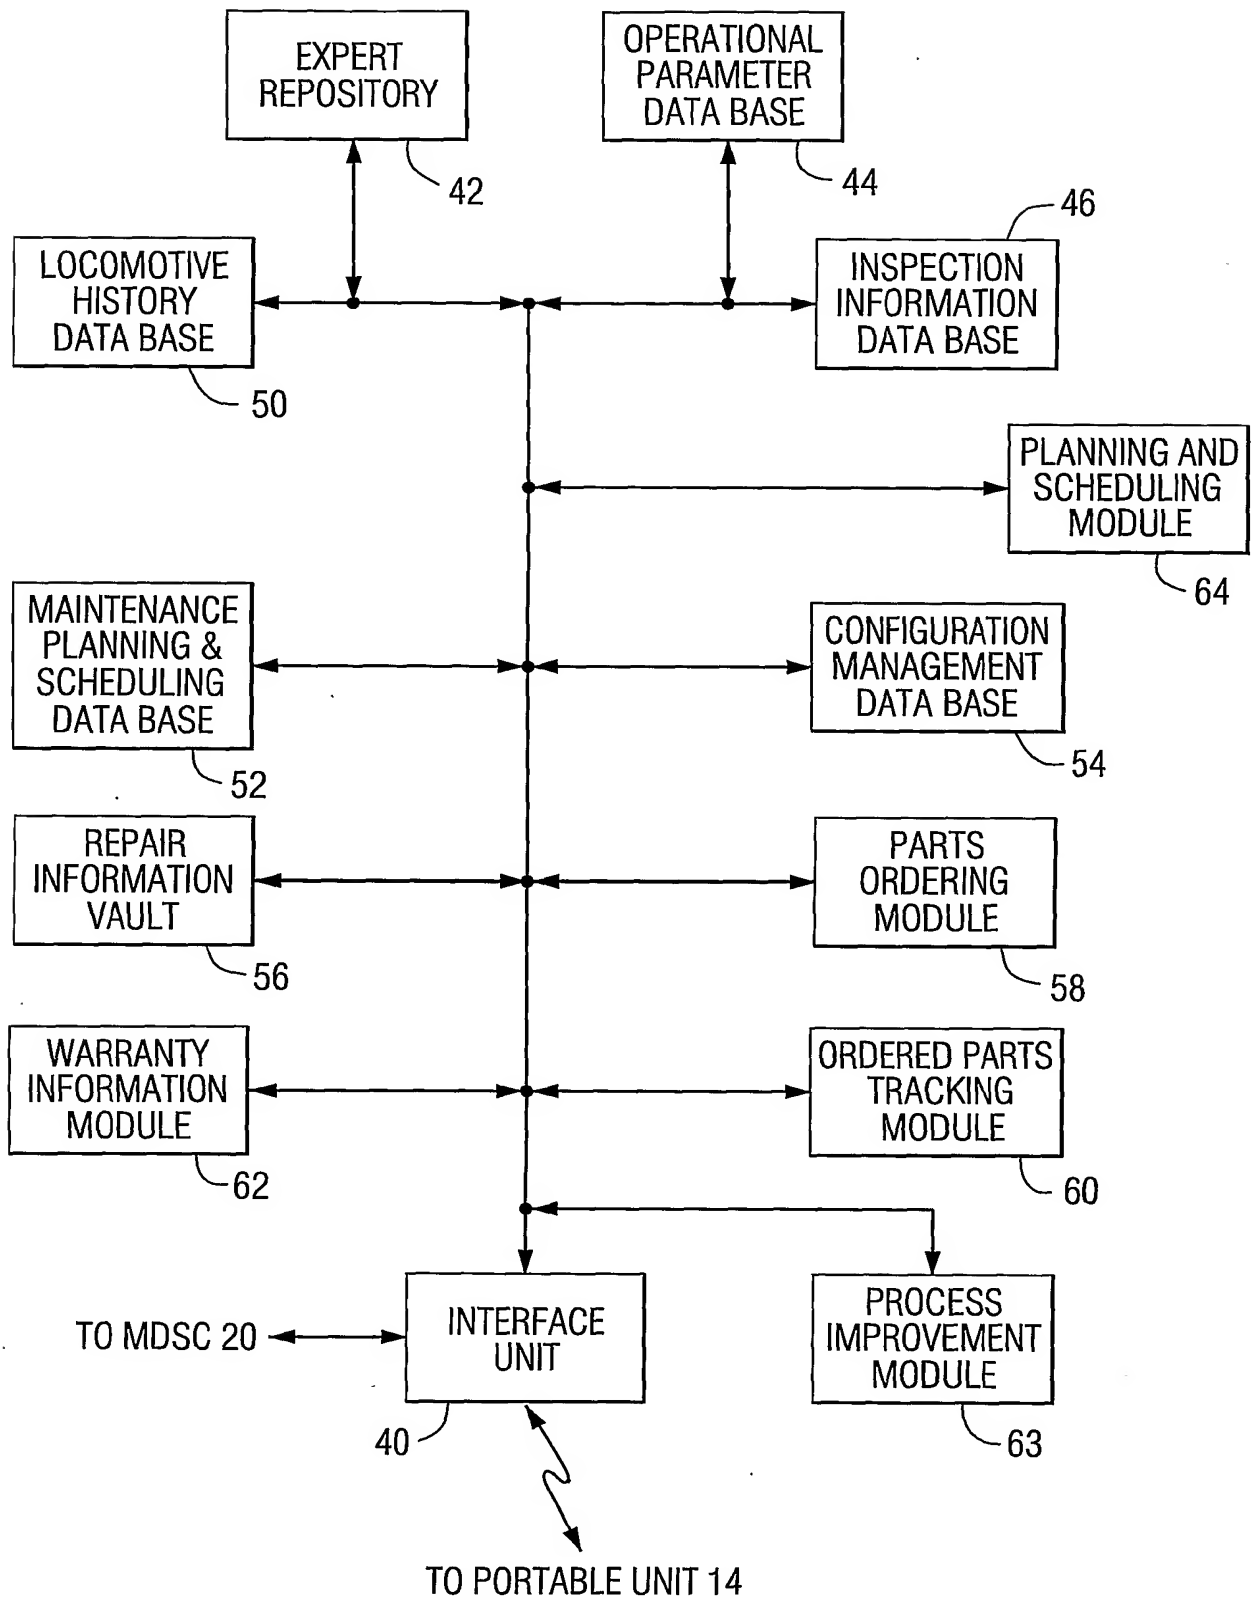 EXPERT
REPOSITORY
42
OPERATIONAL
PARAMETER
DATA BASE
44
LOCOMOTIVE
HISTORY
DATA BASE
50
46
INSPECTION
INFORMATION
DATA BASE
PLANNING AND
SCHEDULING
MODULE
64
MAINTENANCE
PLANNING &
SCHEDULING
DATA BASE
52
CONFIGURATION
MANAGEMENT
DATA BASE
54
REPAIR
INFORMATION
VAULT
56
PARTS
ORDERING
MODULE
58
WARRANTY
INFORMATION
MODULE
62
ORDERED PARTS
TRACKING
MODULE
60
TO MDSC 20
INTERFACE
UNIT
40
PROCESS
IMPROVEMENT
MODULE
63
TO PORTABLE UNIT 14